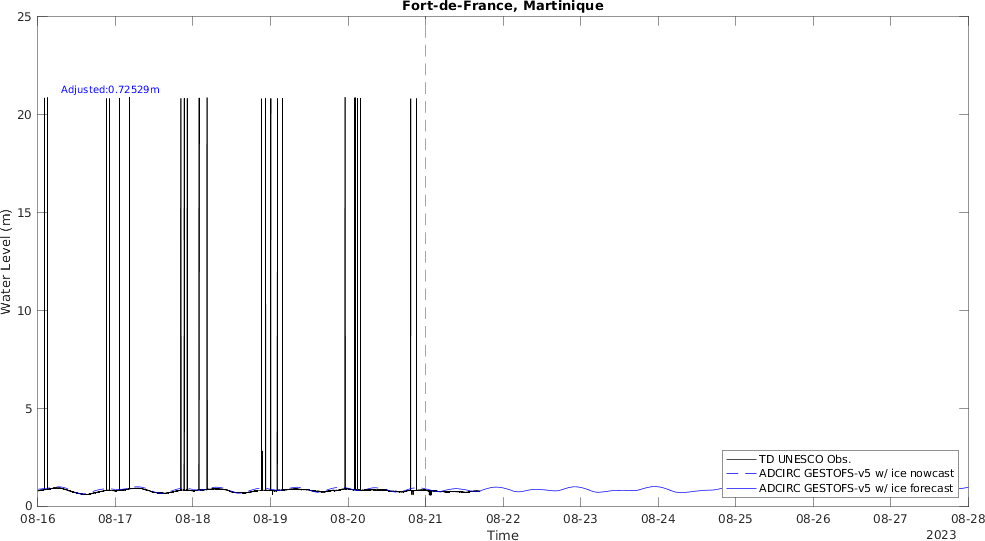 Fort-de-France, Martinique
25
20
15
10
5
0
Water Level (m)
Adjusted:0.72529m
TD UNESCO Obs.
ADCIRC GESTOFS-v5 w/ ice nowcast
ADCIRC GESTOFS-v5 w/ ice forecast
08-16 08-17 08-18 08-19 08-20 08-21 08-22 08-23 08-24 08-25 08-26 08-27 08-28
Time
2023